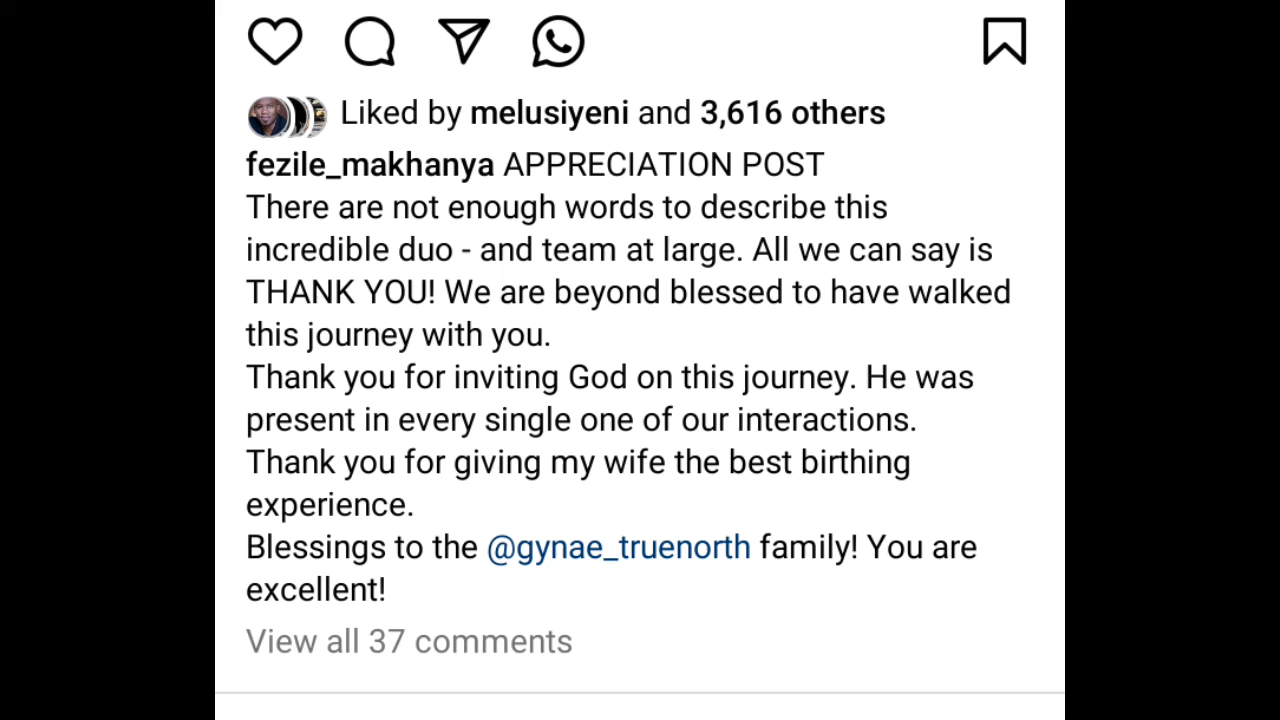 Liked by melusiyeni and 3,616 others
fezile_makhanya APPRECIATION POST
There are not enough words to describe this
incredible duo - and team at large. All we can say is
THANK YOU! We are beyond blessed to have walked
this journey with you.
Thank you for inviting God on this journey. He was
present in every single one of our interactions.
Thank you for giving my wife the best birthing
experience.
Blessings to the @gynae_truenorth family! You are
excellent!
View all 37 comments